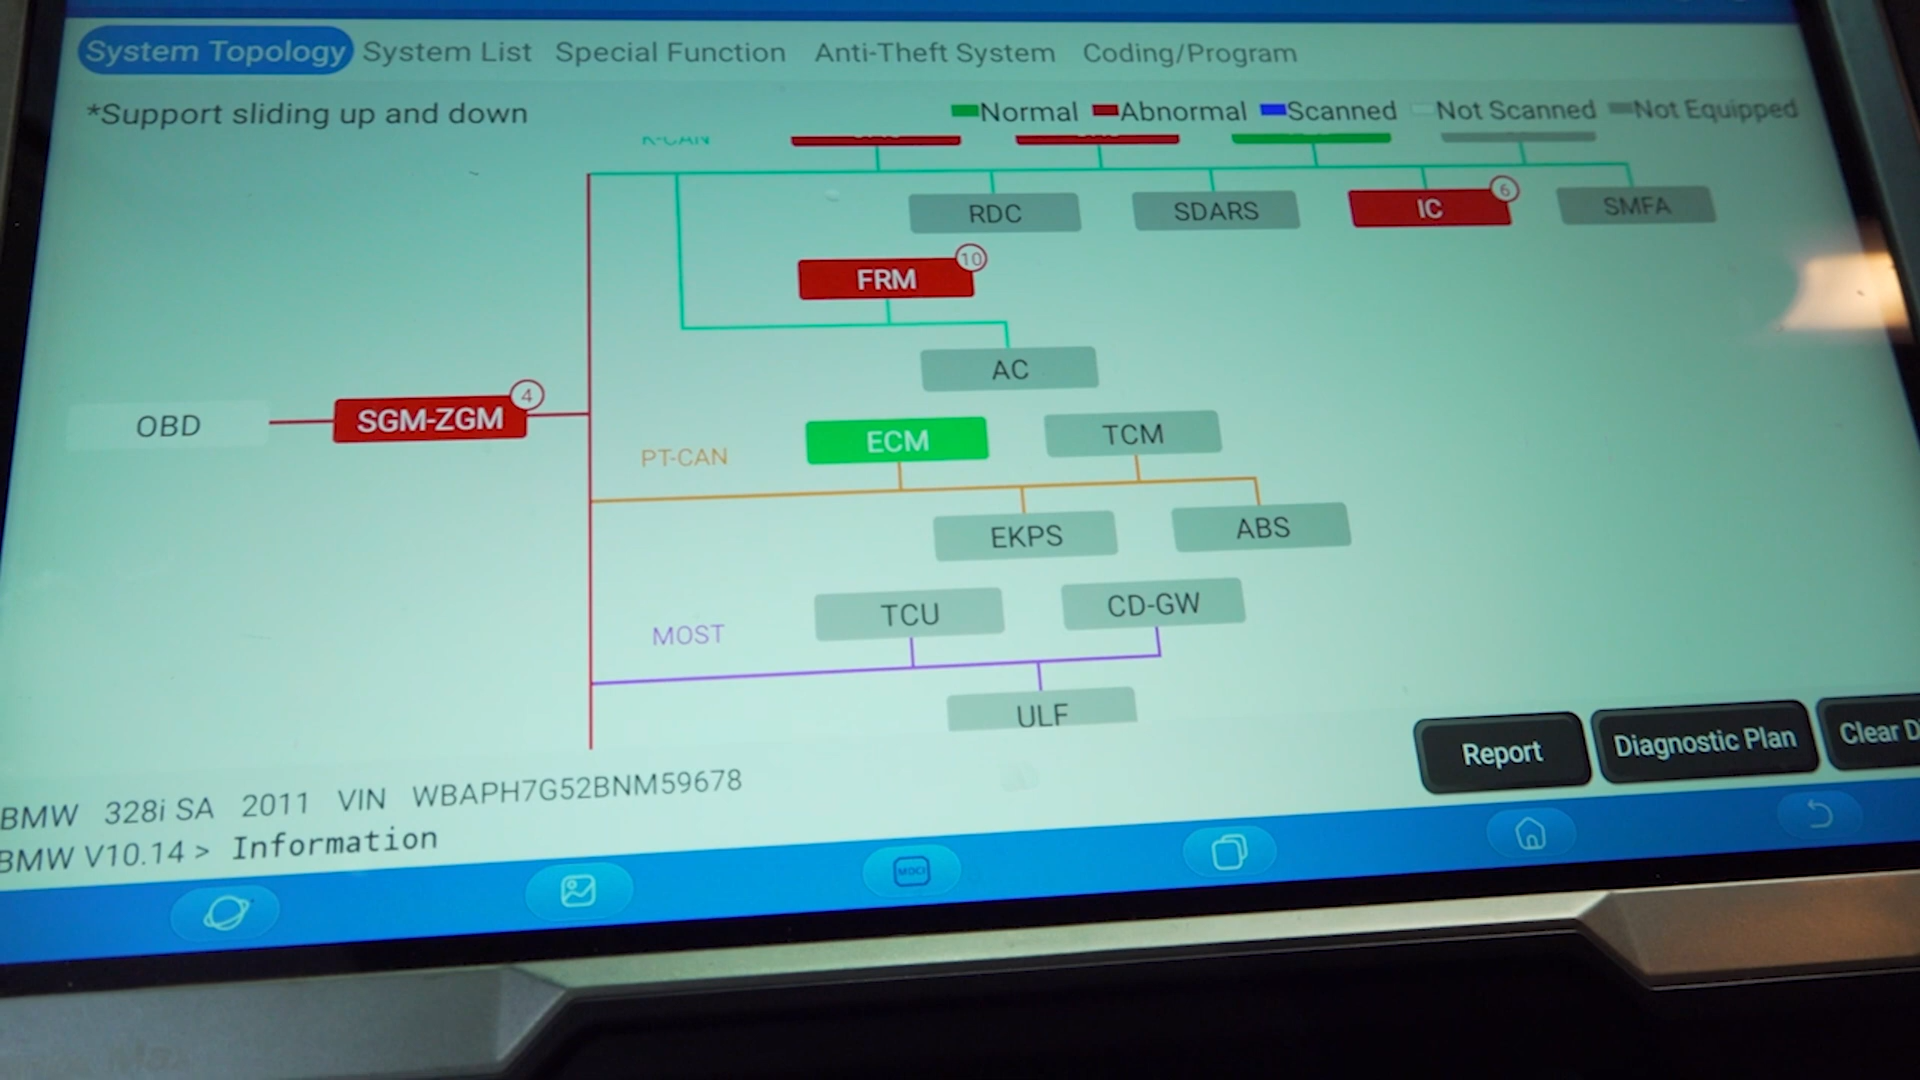 System Topology System List Special Function Anti-Theft System Coding/Program
*Support sliding up and down
Normal Abnormal Scanned Not Scanned Not Equipped
K-CAN
RDC SDARS IC 6 SMFA
FRM 10
AC
OBD SGM-ZGM 4
PT-CAN ECM TCM
EKPS ABS
MOST TCU CD-GW
ULF
Report Diagnostic Plan Clear D
BMW 328i SA 2011 VIN WBAPH7G52BNM59678
BMW V10.14 > Information